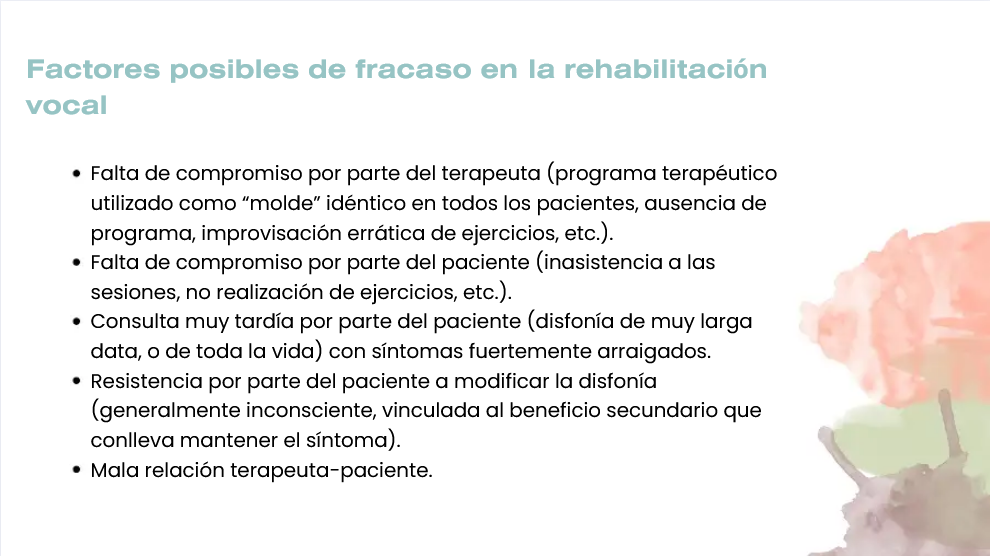 Factores posibles de fracaso en la rehabilitación
vocal
• Falta de compromiso por parte del terapeuta (programa terapéutico
utilizado como “molde” idéntico en todos los pacientes, ausencia de
programa, improvisación errática de ejercicios, etc.).
• Falta de compromiso por parte del paciente (inasistencia a las
sesiones, no realización de ejercicios, etc.).
• Consulta muy tardía por parte del paciente (disfonía de muy larga
data, o de toda la vida) con síntomas fuertemente arraigados.
• Resistencia por parte del paciente a modificar la disfonía
(generalmente inconsciente, vinculada al beneficio secundario que
conlleva mantener el síntoma).
• Mala relación terapeuta-paciente.